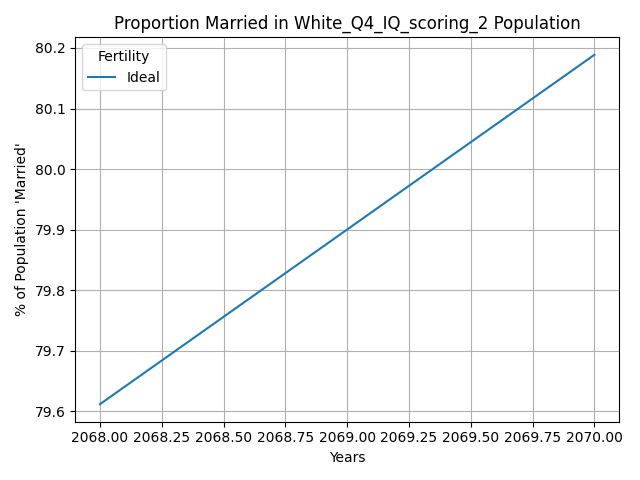 Proportion Married in White_Q4_IQ_scoring_2 Population
% of Population 'Married'
80.2
80.1
80.0
79.9
79.8
79.7
79.6
Fertility
Ideal
2068.00 2068.25 2068.50 2068.75 2069.00 2069.25 2069.50 2069.75 2070.00
Years